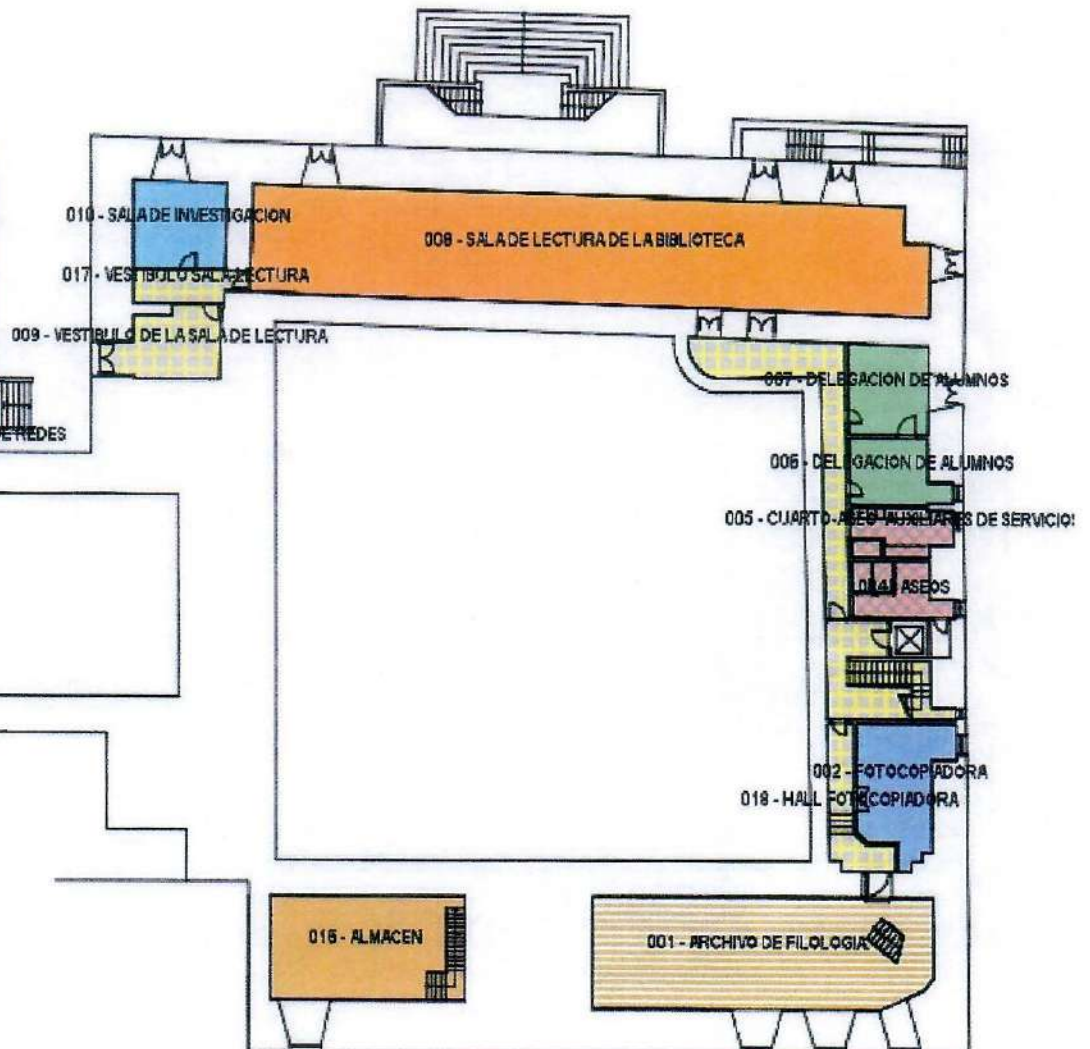 010 - SALA DE INVESTIGACION
008 - SALA DE LECTURA DE LA BIBLIOTECA
017 - VESTIBULO SALA LECTURA
009 - VESTIBULO DE LA SALA DE LECTURA
007 - DELEGACION DE ALUMNOS
DE REDES
006 - DELEGACION DE ALUMNOS
005 - CUARTO-ASEO AUXILIARES DE SERVICIO
ASEOS
002 - FOTOCOPIADORA
018 - HALL FOTOCOPIADORA
016 - ALMACEN
001 - ARCHIVO DE FILOLOGIA